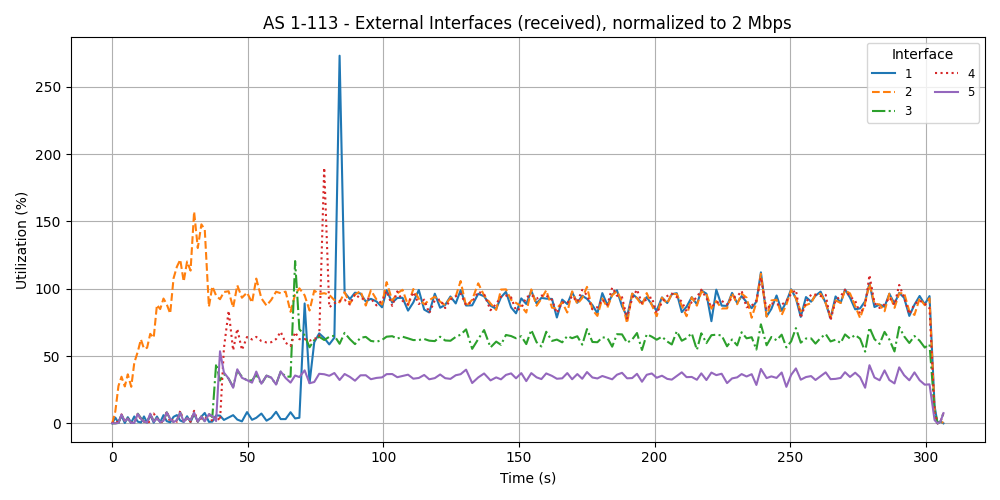 AS 1-113 - External Interfaces (received), normalized to 2 Mbps
Utilization (%)
250
200
150
100
50
0
0 50 100 150 200 250 300
Time (s)
Interface
1 4
2 5
3